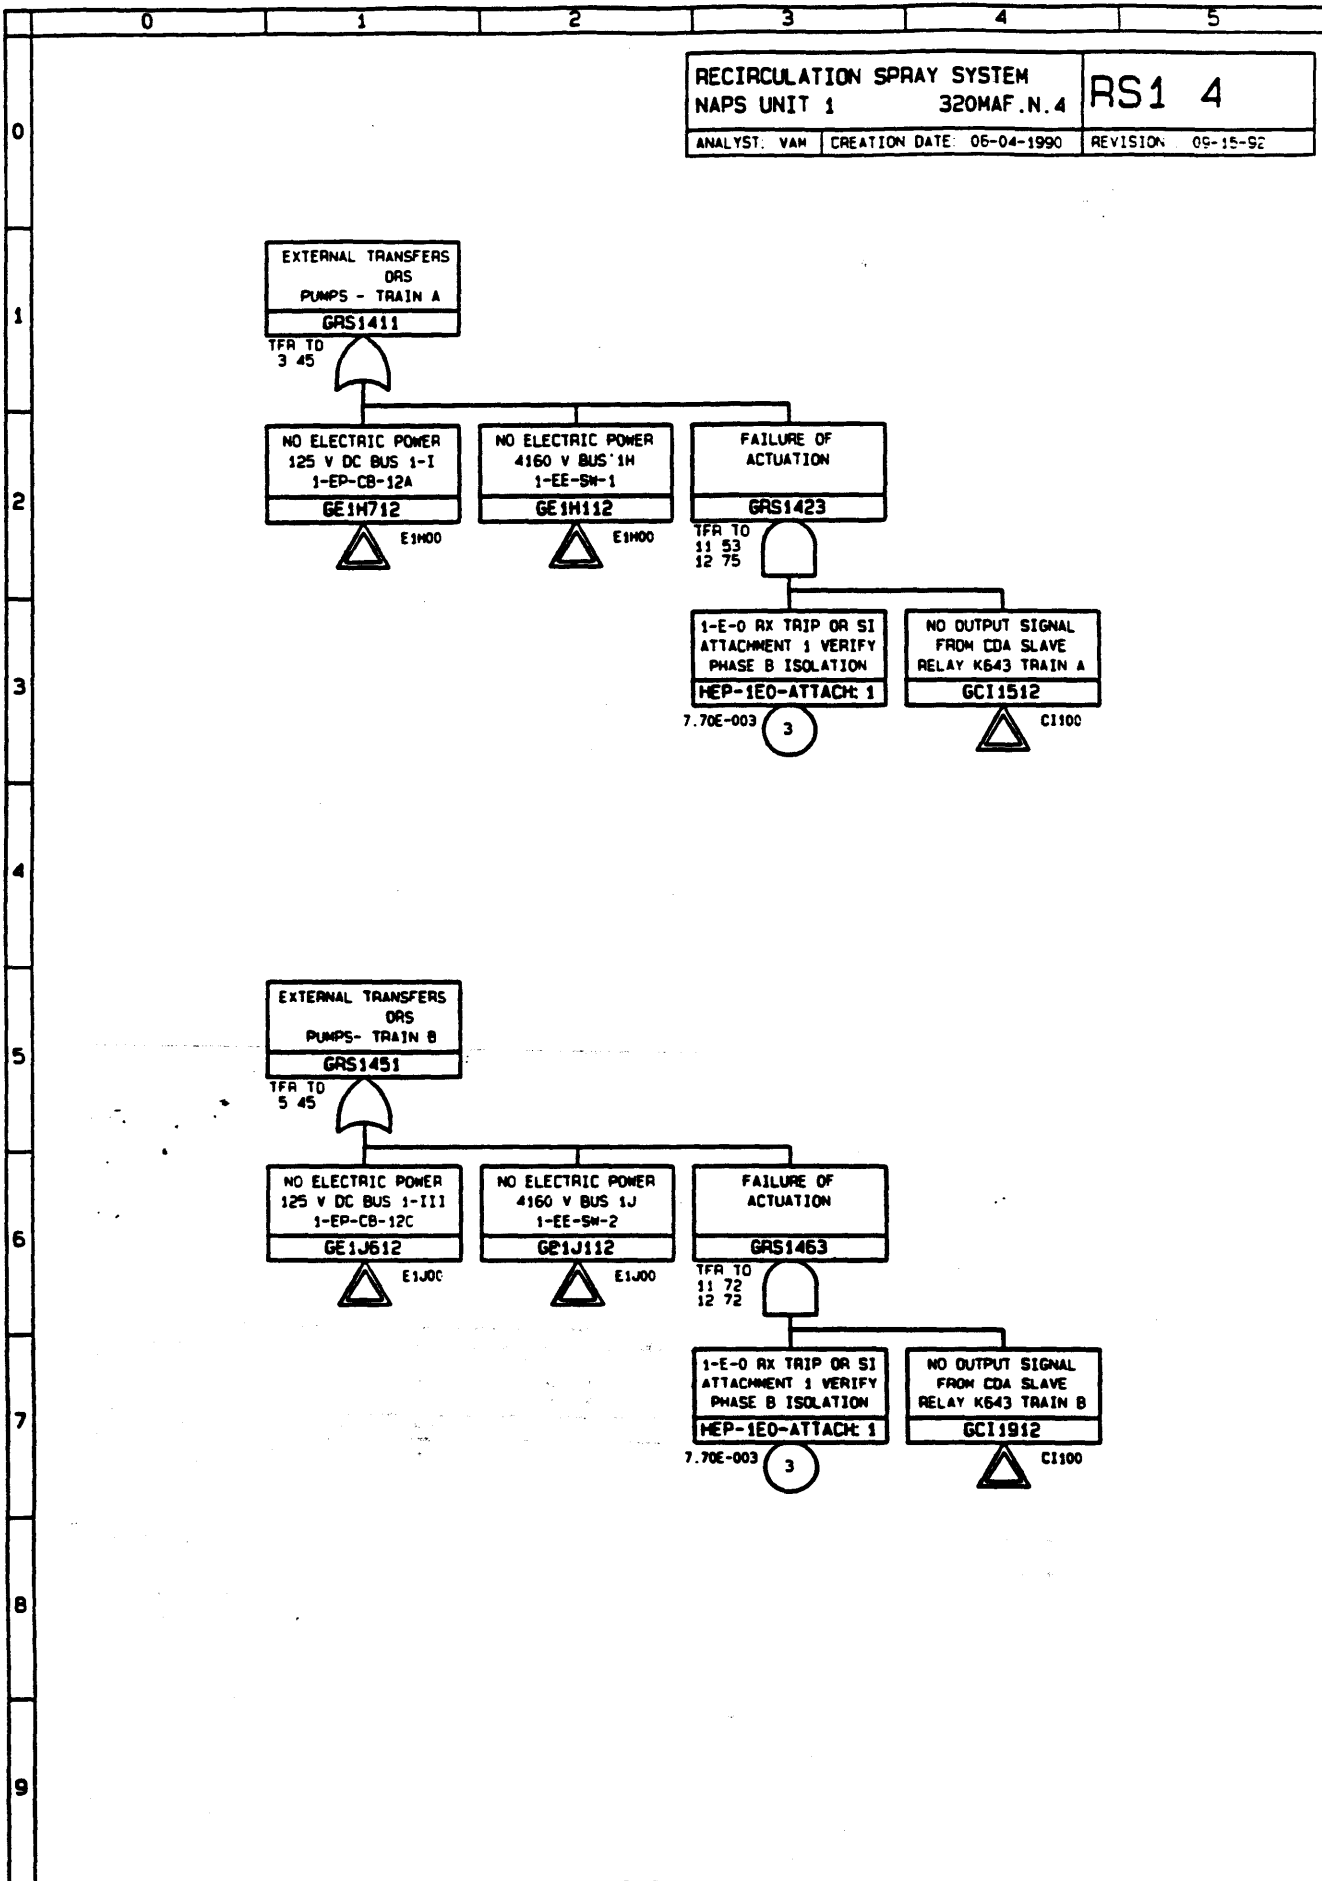 0 1 2 3 4 5
RECIRCULATION SPRAY SYSTEM
NAPS UNIT 1 320MAF.N.4
RS1 4
ANALYST: VAM CREATION DATE: 06-04-1990 REVISION 09-15-92
0
EXTERNAL TRANSFERS
ORS
PUMPS - TRAIN A
GRS1411
1
TFR TO
3 45
NO ELECTRIC POWER
125 V DC BUS 1-I
1-EP-CB-12A
GE1H712
E1H00
NO ELECTRIC POWER
4160 V BUS 1H
1-EE-SW-1
GE1H112
E1H00
FAILURE OF
ACTUATION
GRS1423
TFR TO
11 53
12 75
2
1-E-0 RX TRIP OR SI
ATTACHMENT 1 VERIFY
PHASE B ISOLATION
HEP-1EO-ATTACH: 1
7.70E-003
3
NO OUTPUT SIGNAL
FROM CDA SLAVE
RELAY K643 TRAIN A
GCI1512
CI100
3
4
EXTERNAL TRANSFERS
ORS
PUMPS- TRAIN B
GRS1451
5
TFR TO
5 45
NO ELECTRIC POWER
125 V DC BUS 1-III
1-EP-CB-12C
GE1J612
E1J00
NO ELECTRIC POWER
4160 V BUS 1J
1-EE-SW-2
GE1J112
E1J00
FAILURE OF
ACTUATION
GRS1463
TFR TO
11 72
12 72
6
1-E-0 RX TRIP OR SI
ATTACHMENT 1 VERIFY
PHASE B ISOLATION
HEP-1EO-ATTACH: 1
7.70E-003
3
NO OUTPUT SIGNAL
FROM CDA SLAVE
RELAY K643 TRAIN B
GCI1912
CI100
7
8
9